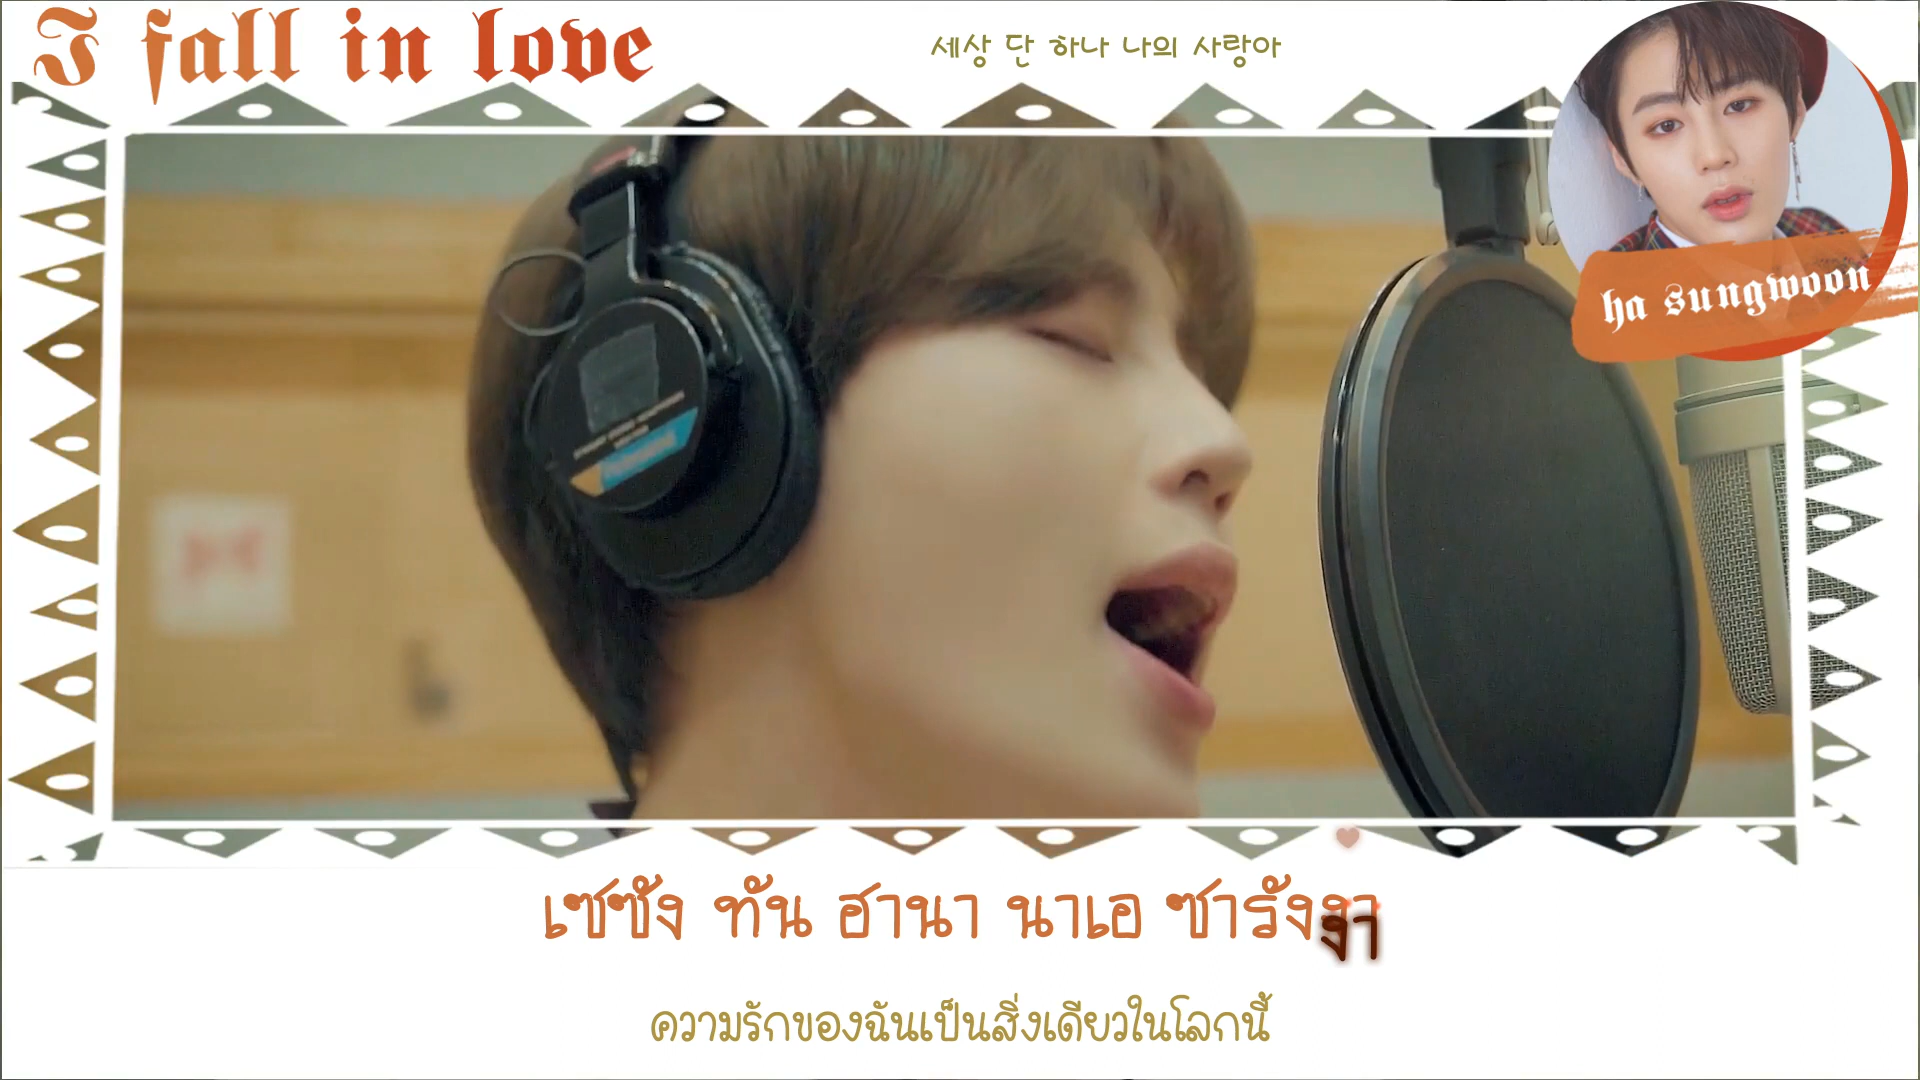 I fall in love
세상 단 하나 나의 사랑아
ha sungwoon
เซซัง ทัน ฮานา นาเอ ซารังงา
ความรักของฉันเป็นสิ่งเดียวในโลกนี้